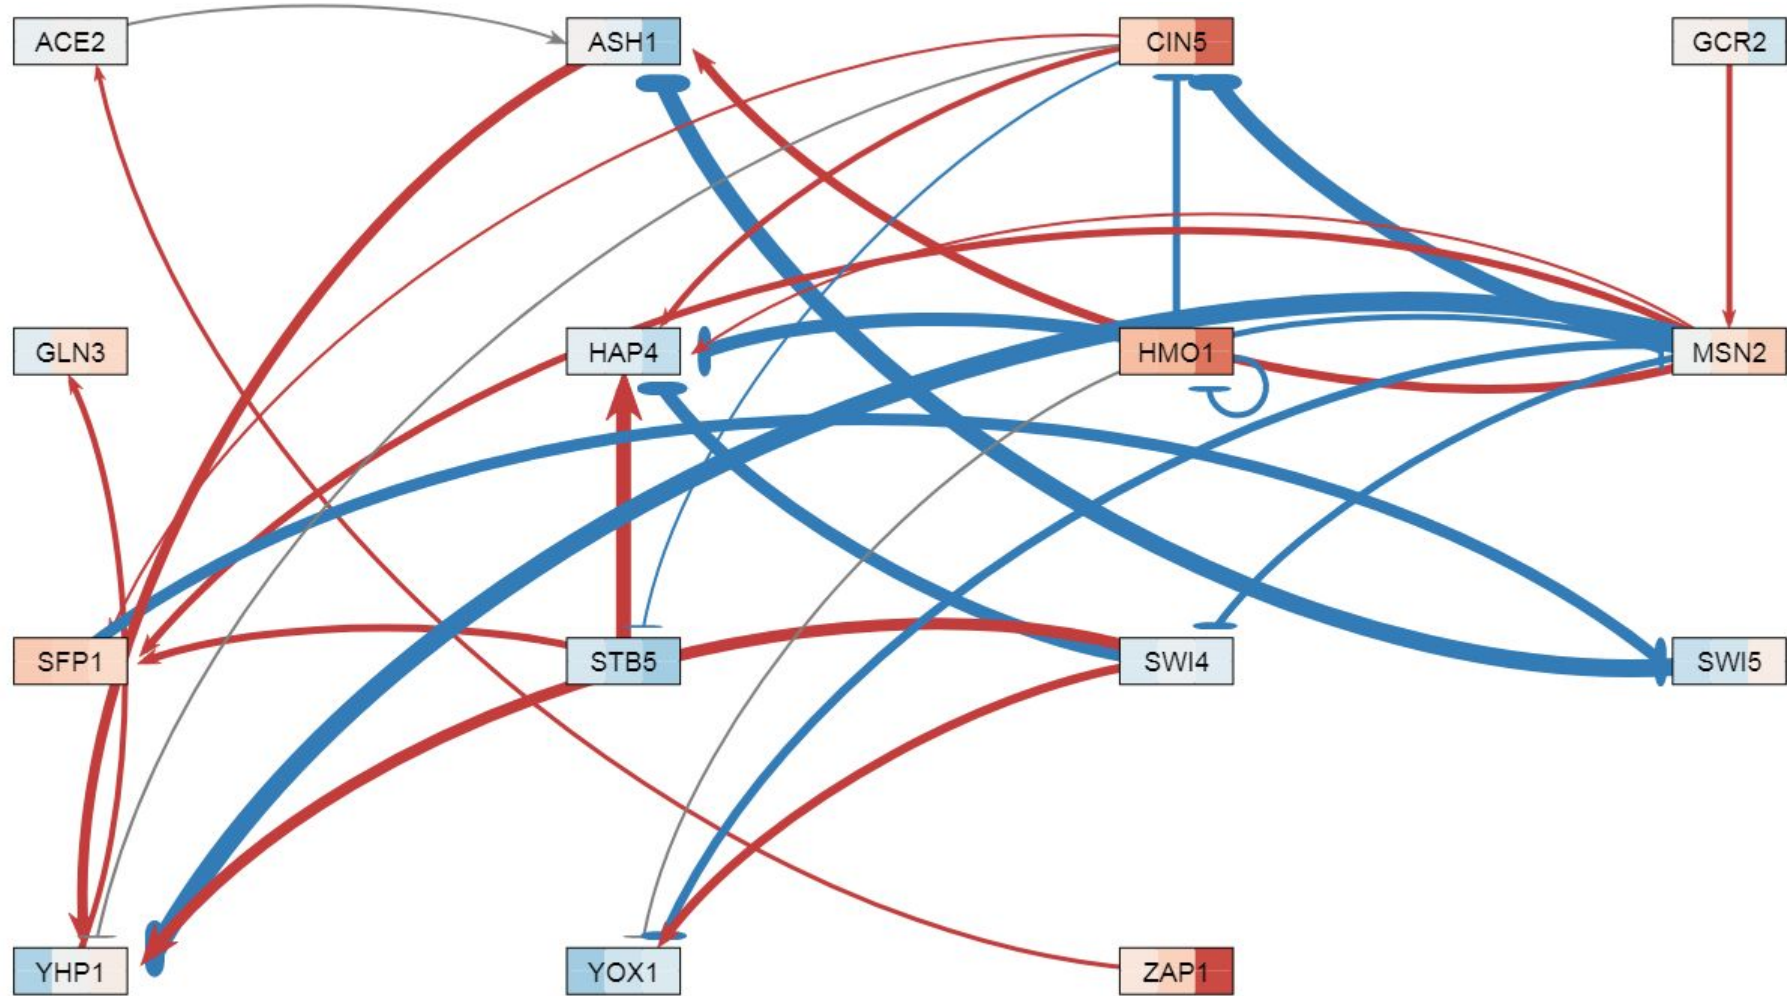 ACE2
ASH1
CIN5
GCR2
GLN3
HAP4
HMO1
MSN2
SFP1
STB5
SWI4
SWI5
YHP1
YOX1
ZAP1